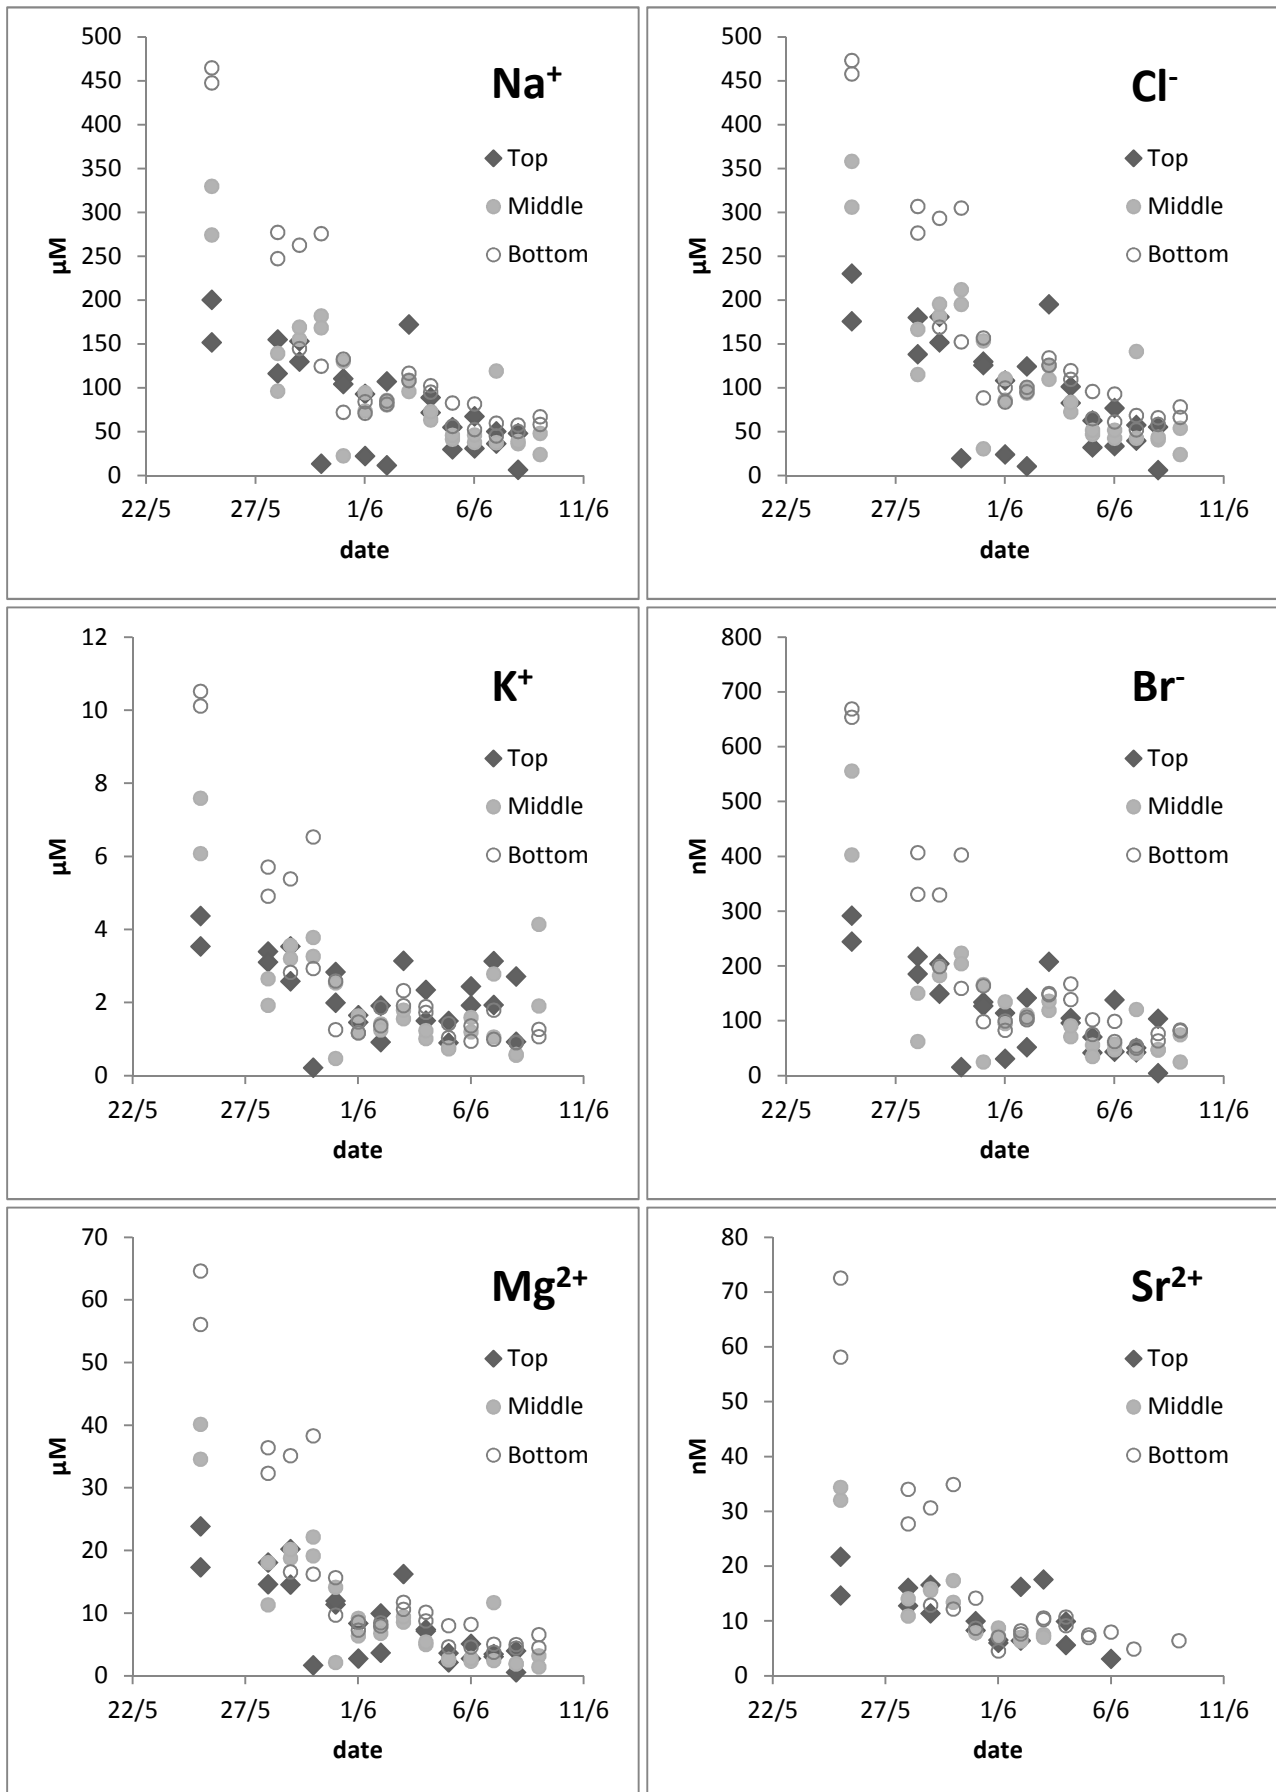 500
450
400
350
300
250
200
150
100
50
0
µM
Na+
Top
Middle
Bottom
22/5 27/5 1/6 6/6 11/6
date
500
450
400
350
300
250
200
150
100
50
0
µM
Cl-
Top
Middle
Bottom
22/5 27/5 1/6 6/6 11/6
date
12
10
8
6
4
2
0
µM
K+
Top
Middle
Bottom
22/5 27/5 1/6 6/6 11/6
date
800
700
600
500
400
300
200
100
0
nM
Br-
Top
Middle
Bottom
22/5 27/5 1/6 6/6 11/6
date
70
60
50
40
30
20
10
0
µM
Mg2+
Top
Middle
Bottom
22/5 27/5 1/6 6/6 11/6
date
80
70
60
50
40
30
20
10
0
nM
Sr2+
Top
Middle
Bottom
22/5 27/5 1/6 6/6 11/6
date